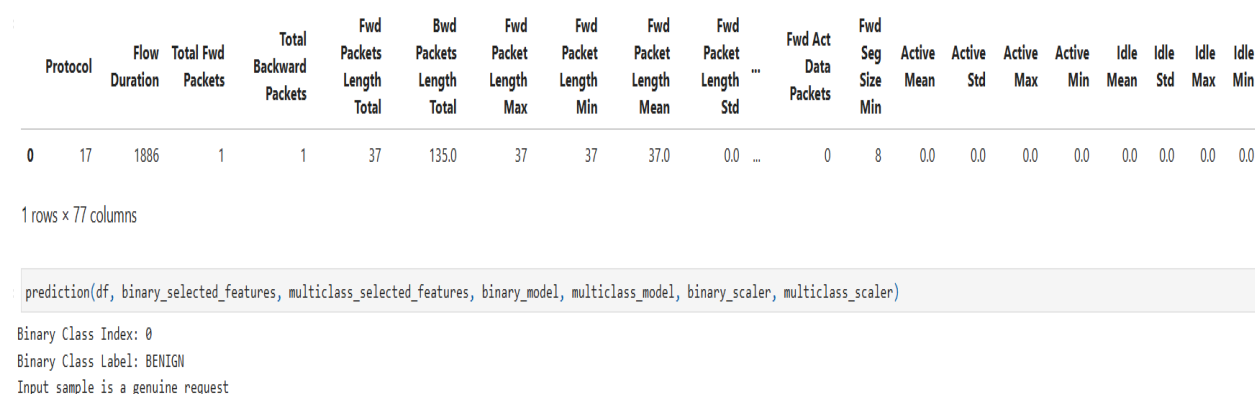 Protocol Flow Duration Total Fwd Packets Total Backward Packets Fwd Packets Length Total Bwd Packets Length Total Fwd Packet Length Max Fwd Packet Length Min Fwd Packet Length Mean Fwd Packet Length Std ... Fwd Act Data Packets Fwd Seg Size Min Active Mean Active Std Active Max Active Min Idle Mean Idle Std Idle Max Idle Min
0 17 1886 1 1 37 135.0 37 37 37.0 0.0 ... 0 8 0.0 0.0 0.0 0.0 0.0 0.0 0.0 0.0
1 rows × 77 columns
prediction(df, binary_selected_features, multiclass_selected_features, binary_model, multiclass_model, binary_scaler, multiclass_scaler)
Binary Class Index: 0
Binary Class Label: BENIGN
Input sample is a genuine request